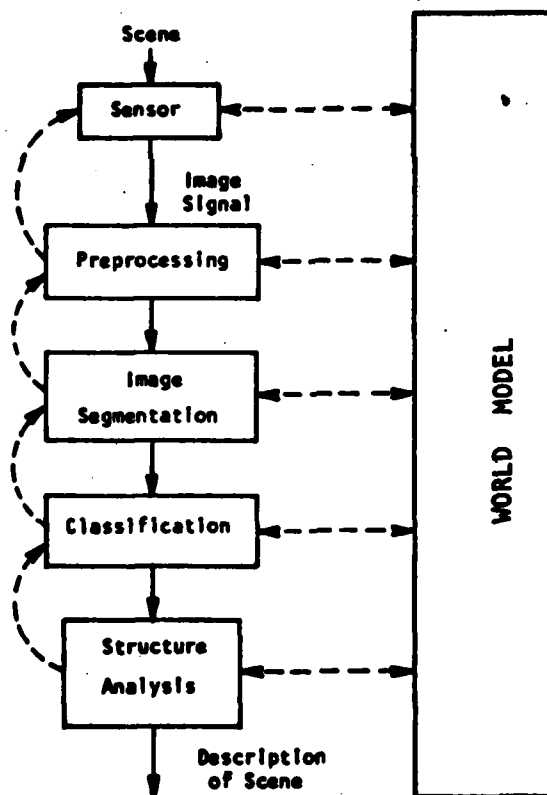 Scene
Sensor
Image
Signal
Preprocessing
Image
Segmentation
Classification
Structure
Analysis
Description
of Scene
WORLD MODEL